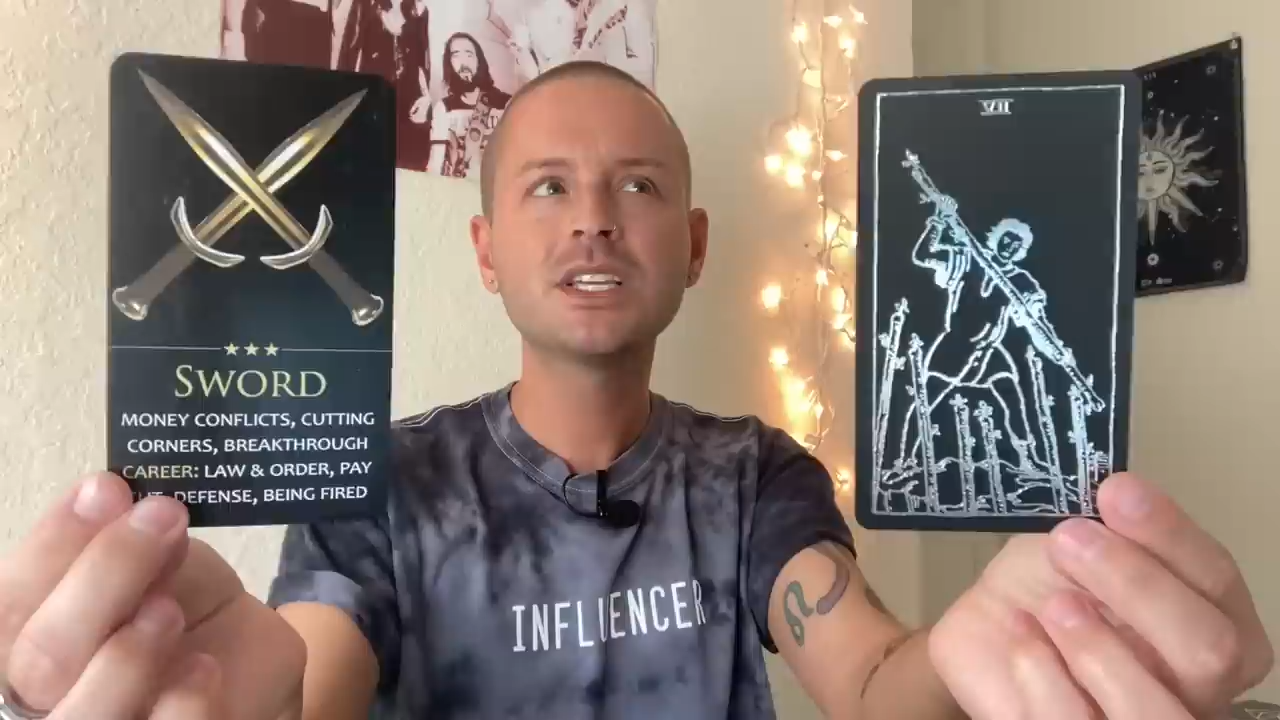 SWORD
MONEY CONFLICTS, CUTTING
CORNERS, BREAKTHROUGH
CAREER: LAW & ORDER, PAY
DEFENSE, BEING FIRED
VII
INFLUENCER